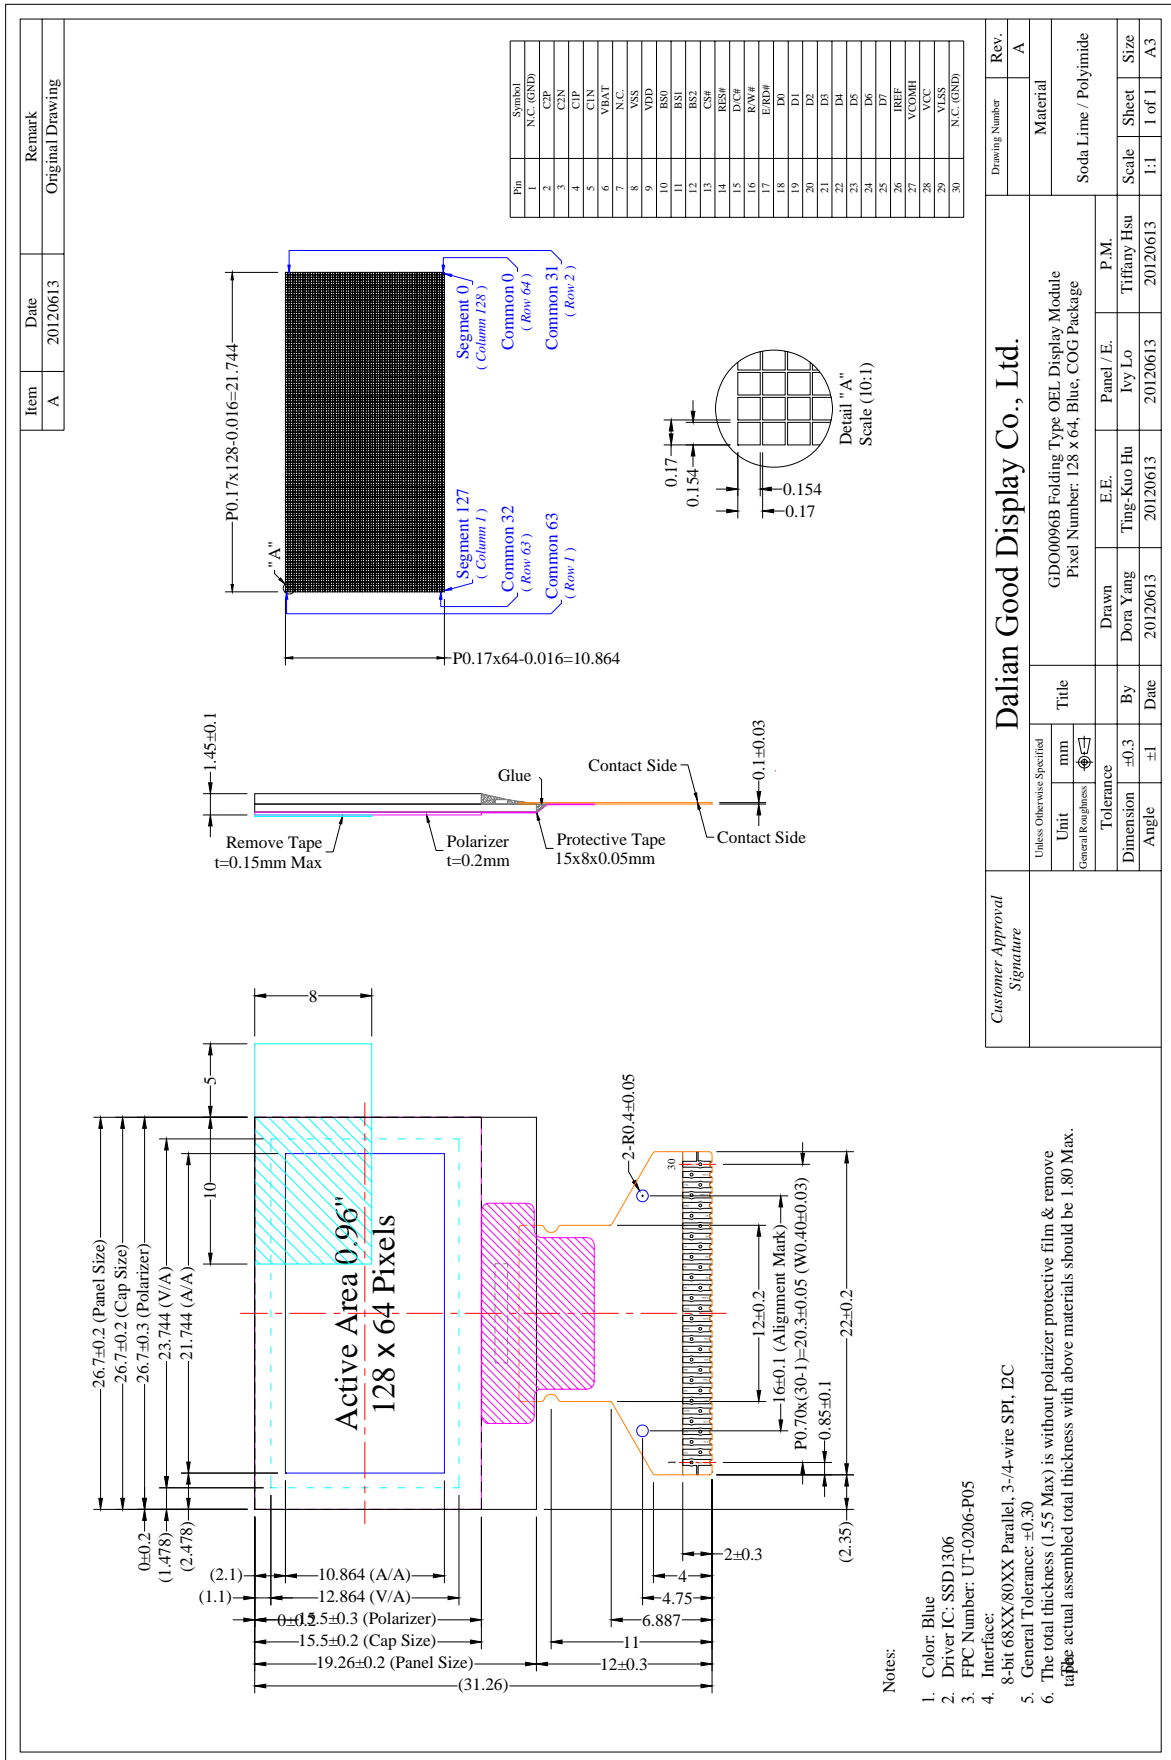 Item Date Remark
A 20120613 Original Drawing
26.7±0.2 (Panel Size)
26.7±0.2 (Cap Size)
26.7±0.3 (Polarizer)
23.744 (V/A)
21.744 (A/A)
0±0.2
(1.478)
(2.478)
10
5
8
Active Area 0.96"
128 x 64 Pixels
(2.1)
(1.1)
10.864 (A/A)
12.864 (V/A)
0±0.2
15.5±0.3 (Polarizer)
15.5±0.2 (Cap Size)
19.26±0.2 (Panel Size)
12±0.3
(31.26)
2±0.3
4
4.75
6.887
11
2-R0.4±0.05
30
12±0.2
16±0.1 (Alignment Mark)
P0.70x(30-1)=20.3±0.05 (W0.40±0.03)
0.85±0.1
22±0.2
(2.35)
1.45±0.1
Remove Tape
t=0.15mm Max
Polarizer
t=0.2mm
Glue
Protective Tape
15x8x0.05mm
Contact Side
Contact Side
0.1±0.03
P0.17x128-0.016=21.744
"A"
P0.17x64-0.016=10.864
Segment 127
( Column 1 )
Common 32
( Row 63 )
Common 63
( Row 1 )
Segment 0
( Column 128 )
Common 0
( Row 64 )
Common 31
( Row 2 )
0.17
0.154
0.154
0.17
Detail "A"
Scale (10:1)
Pin Symbol
1 N.C. (GND)
2 C2P
3 C2N
4 C1P
5 C1N
6 VBAT
7 N.C.
8 VSS
9 VDD
10 BS0
11 BS1
12 BS2
13 CS#
14 RES#
15 D/C#
16 R/W#
17 E/RD#
18 D0
19 D1
20 D2
21 D3
22 D4
23 D5
24 D6
25 D7
26 IREF
27 VCOMH
28 VCC
29 VLSS
30 N.C. (GND)
Notes:
1. Color: Blue
2. Driver IC: SSD1306
3. FPC Number: UT-0206-P05
4. Interface:
8-bit 68XX/80XX Parallel, 3-/4-wire SPI, I2C
5. General Tolerance: ±0.30
6. The total thickness (1.55 Max) is without polarizer protective film & remove
tape.
The actual assembled total thickness with above materials should be 1.80 Max.
Customer Approval
Signature
Dalian Good Display Co., Ltd.
Drawing Number Rev.
A
Unless Otherwise Specified
Unit mm
General Roughness
Tolerance
Dimension ±0.3
Angle ±1
Title
GDO0096B Folding Type OEL Display Module
Pixel Number: 128 x 64, Blue, COG Package
Material
Soda Lime / Polyimide
Drawn E.E. Panel / E. P.M.
By Dora Yang Ting-Kuo Hu Ivy Lo Tiffany Hsu
Date 20120613 20120613 20120613 20120613
Scale Sheet Size
1:1 1 of 1 A3